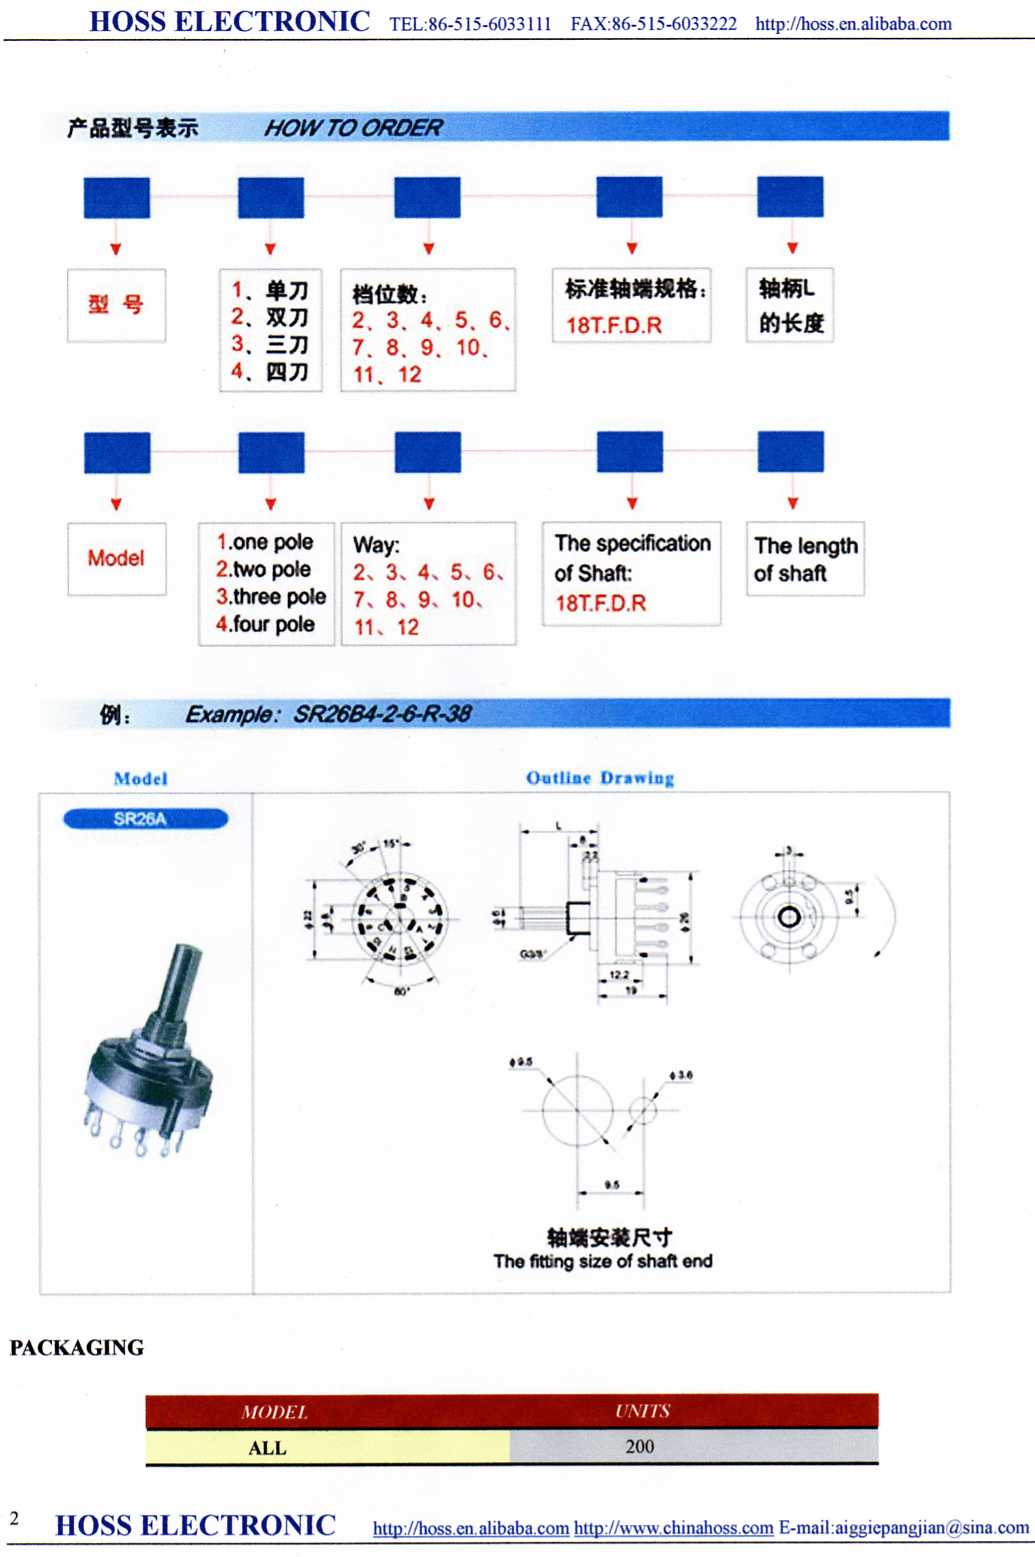 HOSS ELECTRONIC TEL:86-515-6033111 FAX:86-515-6033222 http://hoss.en.alibaba.com
产品型号表示 HOW TO ORDER
型 号
1、单刀
2、双刀
3、三刀
4、四刀
档位数：
2、3、4、5、6、
7、8、9、10、
11、12
标准轴端规格：
18T.F.D.R
轴柄L
的长度
Model
1.one pole
2.two pole
3.three pole
4.four pole
Way:
2、3、4、5、6、
7、8、9、10、
11、12
The specification
of Shaft:
18T.F.D.R
The length
of shaft
例： Example: SR26B4-2-6-R-38
Model
Outline Drawing
SR26A
30°
15°
ϕ22
60°
L
8
2.2
ϕ6
G3/8"
ϕ26
12.2
19
3
9.5
ϕ9.5
ϕ3.6
9.5
轴端安装尺寸
The fitting size of shaft end
PACKAGING
MODEL UNITS
ALL 200
2 HOSS ELECTRONIC http://hoss.en.alibaba.com http://www.chinahoss.com E-mail:aiggiepangjian@sina.com